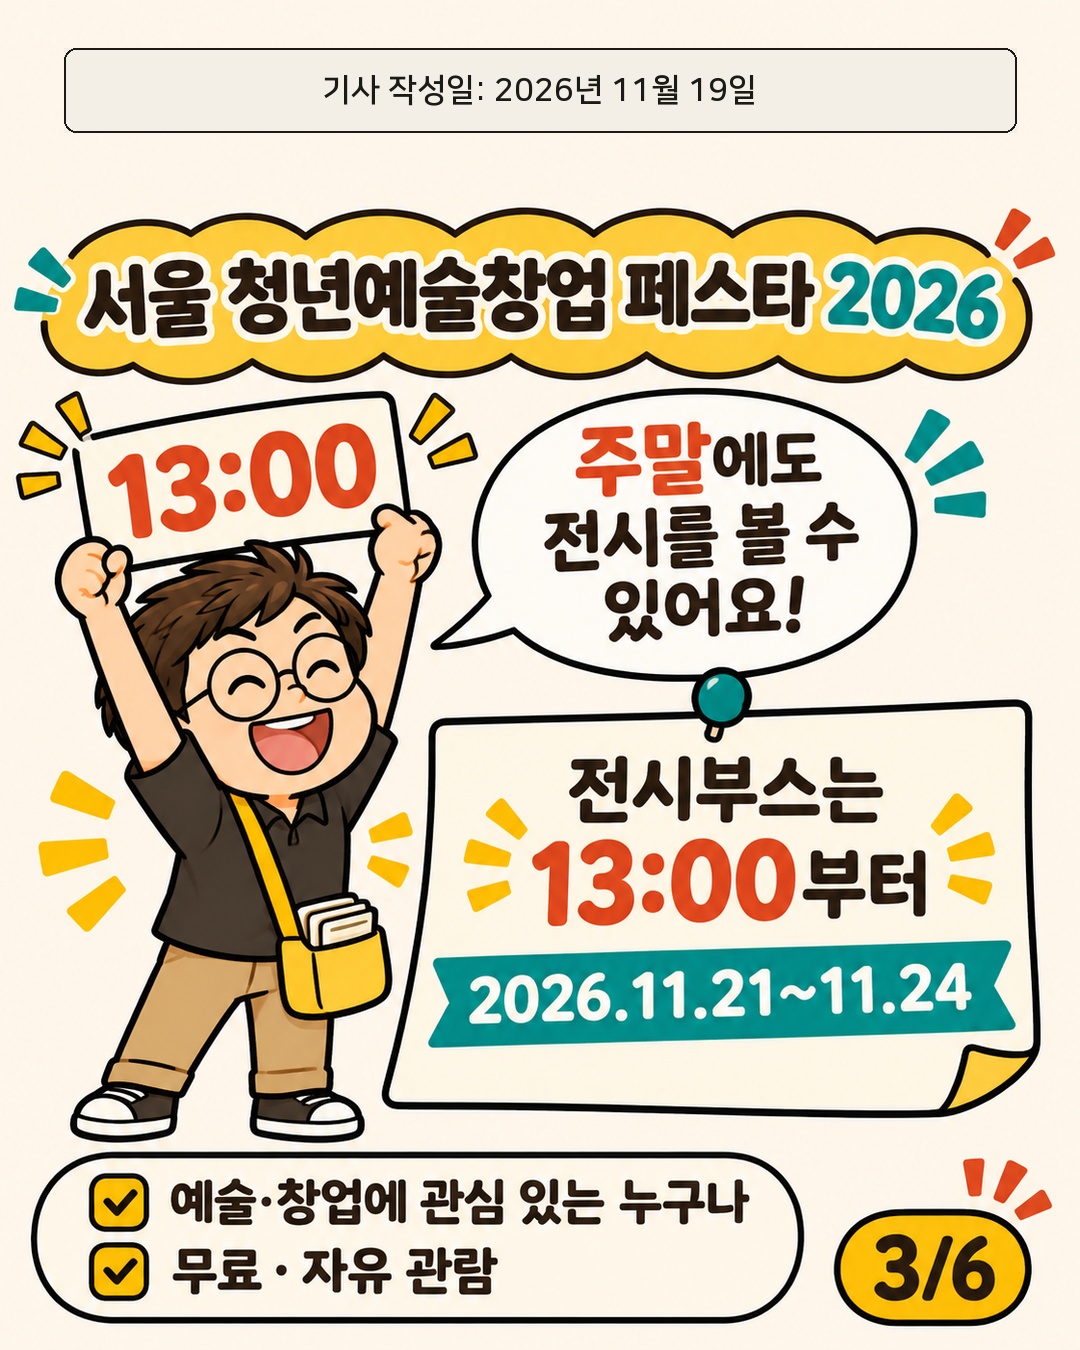 기사 작성일: 2026년 11월 19일
서울 청년예술창업 페스타 2026
13:00
주말에도
전시를 볼 수
있어요!
전시부스는
13:00부터
2026.11.21~11.24
예술·창업에 관심 있는 누구나
무료·자유 관람
3/6